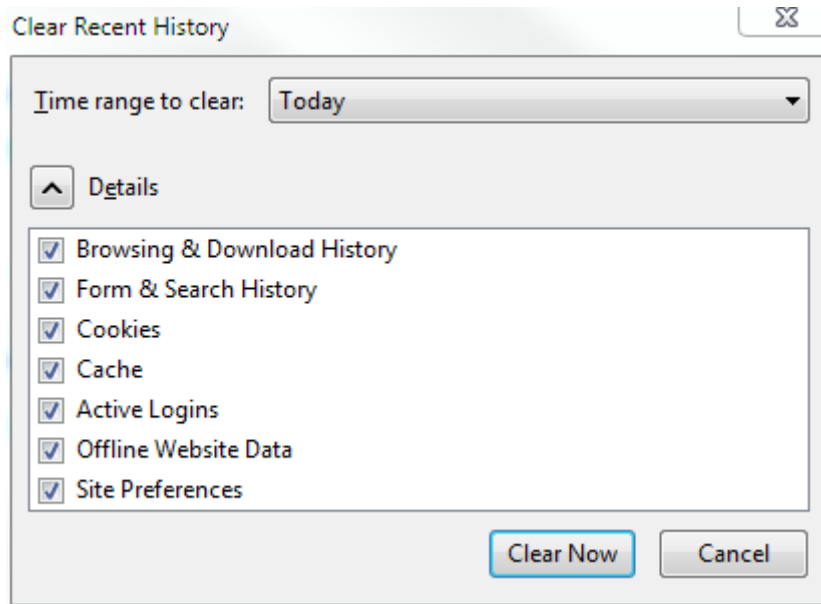 Clear Recent History
Time range to clear: Today
Details
Browsing & Download History
Form & Search History
Cookies
Cache
Active Logins
Offline Website Data
Site Preferences
Clear Now Cancel